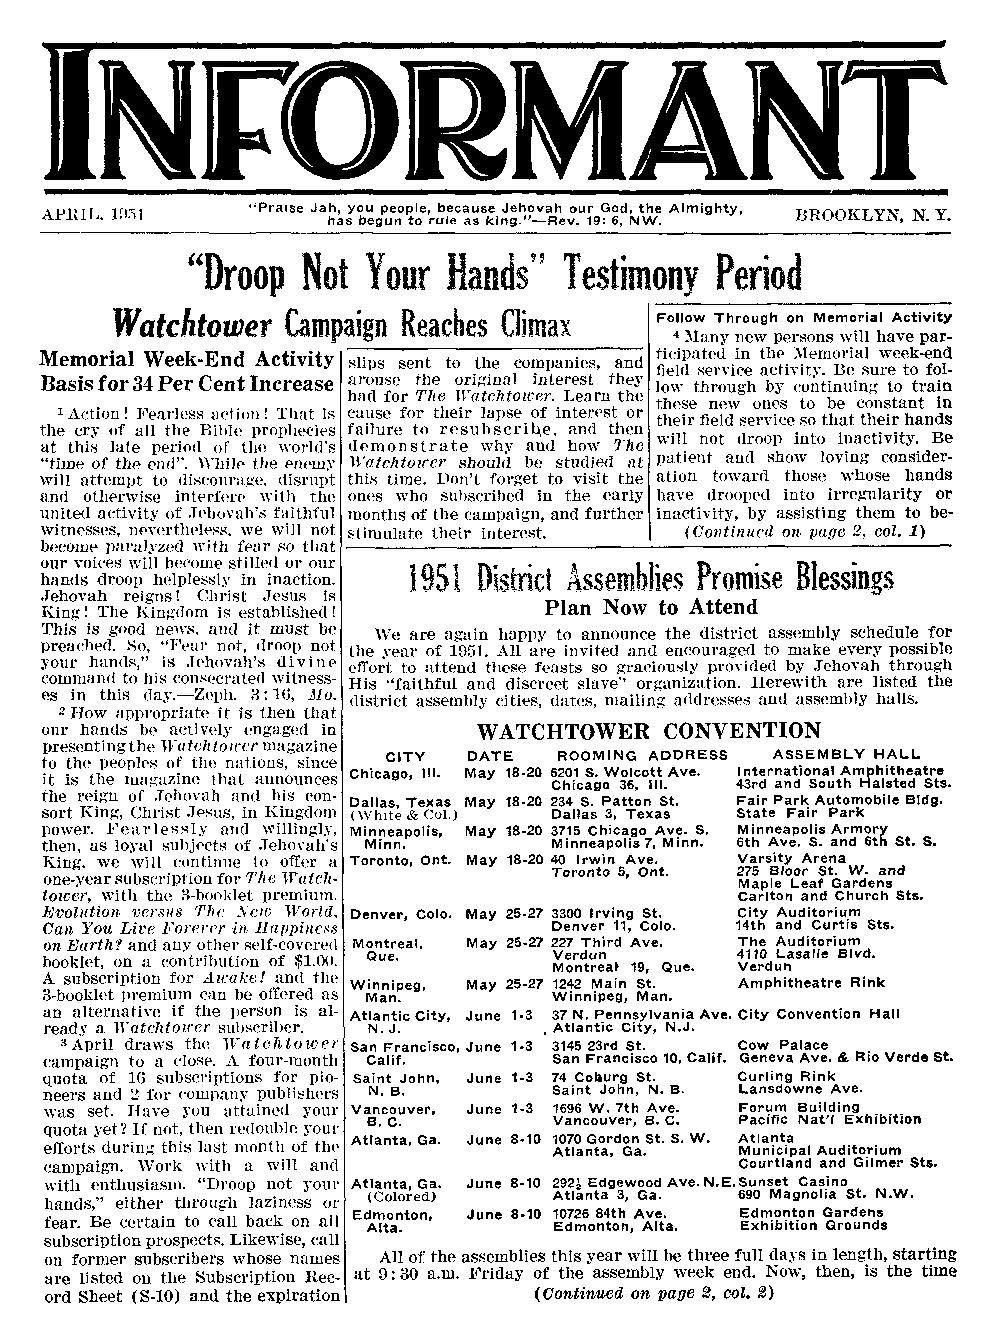 INFORMANT
APRIL, 1951
"Praise Jah, you people, because Jehovah our God, the Almighty,
has begun to rule as king."—Rev. 19:6, NW.
BROOKLYN, N. Y.
"Droop Not Your Hands" Testimony Period
Watchtower Campaign Reaches Climax
Memorial Week-End Activity
Basis for 34 Per Cent Increase
1 Action! Fearless action! That is
the cry of all the Bible prophecies
at this late period of the world's
"time of the end". While the enemy
will attempt to discourage, disrupt
and otherwise interfere with the
united activity of Jehovah's faithful
witnesses, nevertheless, we will not
become paralyzed with fear so that
our voices will become stilled or our
hands droop helplessly in inaction.
Jehovah reigns! Christ Jesus is
King! The Kingdom is established!
This is good news, and it must be
preached. So, "Fear not, droop not
your hands," is Jehovah's divine
command to his consecrated witness-
es in this day.—Zeph. 3:16, Mo.
2 How appropriate it is then that
our hands be actively engaged in
presenting the Watchtower magazine
to the peoples of the nations, since
it is the magazine that announces
the reign of Jehovah and his con-
sort King, Christ Jesus, in Kingdom
power. Fearlessly and willingly,
then, as loyal subjects of Jehovah's
King, we will continue to offer a
one-year subscription for The Watch-
tower, with the 3-booklet premium,
Evolution versus The New World,
Can You Live Forever in Happiness
on Earth? and any other self-covered
booklet, on a contribution of $1.00.
A subscription for Awake! and the
3-booklet premium can be offered as
an alternative if the person is al-
ready a Watchtower subscriber.
3 April draws the Watchtower
campaign to a close. A four-month
quota of 16 subscriptions for pio-
neers and 2 for company publishers
was set. Have you attained your
quota yet? If not, then redouble your
efforts during this last month of the
campaign. Work with a will and
with enthusiasm. "Droop not your
hands," either through laziness or
fear. Be certain to call back on all
subscription prospects. Likewise, call
on former subscribers whose names
are listed on the Subscription Rec-
ord Sheet (S-10) and the expiration
slips sent to the companies, and
arouse the original interest they
had for The Watchtower. Learn the
cause for their lapse of interest or
failure to resubscribe, and then
demonstrate why and how The
Watchtower should be studied at
this time. Don't forget to visit the
ones who subscribed in the early
months of the campaign, and further
stimulate their interest.
Follow Through on Memorial Activity
4 Many new persons will have par-
ticipated in the Memorial week-end
field service activity. Be sure to fol-
low through by continuing to train
these new ones to be constant in
their field service so that their hands
will not droop into inactivity. Be
patient and show loving consider-
ation toward those whose hands
have drooped into irregularity or
inactivity, by assisting them to be-
(Continued on page 2, col. 1)
1951 District Assemblies Promise Blessings
Plan Now to Attend
We are again happy to announce the district assembly schedule for
the year of 1951. All are invited and encouraged to make every possible
effort to attend these feasts so graciously provided by Jehovah through
His "faithful and discreet slave" organization. Herewith are listed the
district assembly cities, dates, mailing addresses and assembly halls.
WATCHTOWER CONVENTION
CITY DATE ROOMING ADDRESS ASSEMBLY HALL
Chicago, Ill. May 18-20 6201 S. Wolcott Ave. International Amphitheatre
Chicago 36, Ill. 43rd and South Halsted Sts.
Dallas, Texas May 18-20 234 S. Patton St. Fair Park Automobile Bldg.
(White & Col.) Dallas 3, Texas State Fair Park
Minneapolis, May 18-20 3715 Chicago Ave. S. Minneapolis Armory
Minn. Minneapolis 7, Minn. 6th Ave. S. and 6th St. S.
Toronto, Ont. May 18-20 40 Irwin Ave. Varsity Arena
Toronto 5, Ont. 275 Bloor St. W. and
Maple Leaf Gardens
Carlton and Church Sts.
Denver, Colo. May 25-27 3300 Irving St. City Auditorium
Denver 11, Colo. 14th and Curtis Sts.
Montreal, May 25-27 227 Third Ave. The Auditorium
Que. Verdun 4110 Lasalle Blvd.
Montreal 19, Que. Verdun
Winnipeg, May 25-27 1242 Main St. Amphitheatre Rink
Man. Winnipeg, Man.
Atlantic City, June 1-3 37 N. Pennsylvania Ave. City Convention Hall
N. J. Atlantic City, N.J.
San Francisco, June 1-3 3145 23rd St. Cow Palace
Calif. San Francisco 10, Calif. Geneva Ave. & Rio Verde St.
Saint John, June 1-3 74 Coburg St. Curling Rink
N. B. Saint John, N. B. Lansdowne Ave.
Vancouver, June 1-3 1696 W. 7th Ave. Forum Building
B. C. Vancouver, B. C. Pacific Nat'l Exhibition
Atlanta, Ga. June 8-10 1070 Gordon St. S. W. Atlanta
Atlanta, Ga. Municipal Auditorium
Courtland and Gilmer Sts.
Atlanta, Ga. June 8-10 292½ Edgewood Ave. N.E. Sunset Casino
(Colored) Atlanta 3, Ga. 690 Magnolia St. N.W.
Edmonton, June 8-10 10726 84th Ave. Edmonton Gardens
Alta. Edmonton, Alta. Exhibition Grounds
All of the assemblies this year will be three full days in length, starting
at 9:30 a.m. Friday of the assembly week end. Now, then, is the time
(Continued on page 2, col. 2)